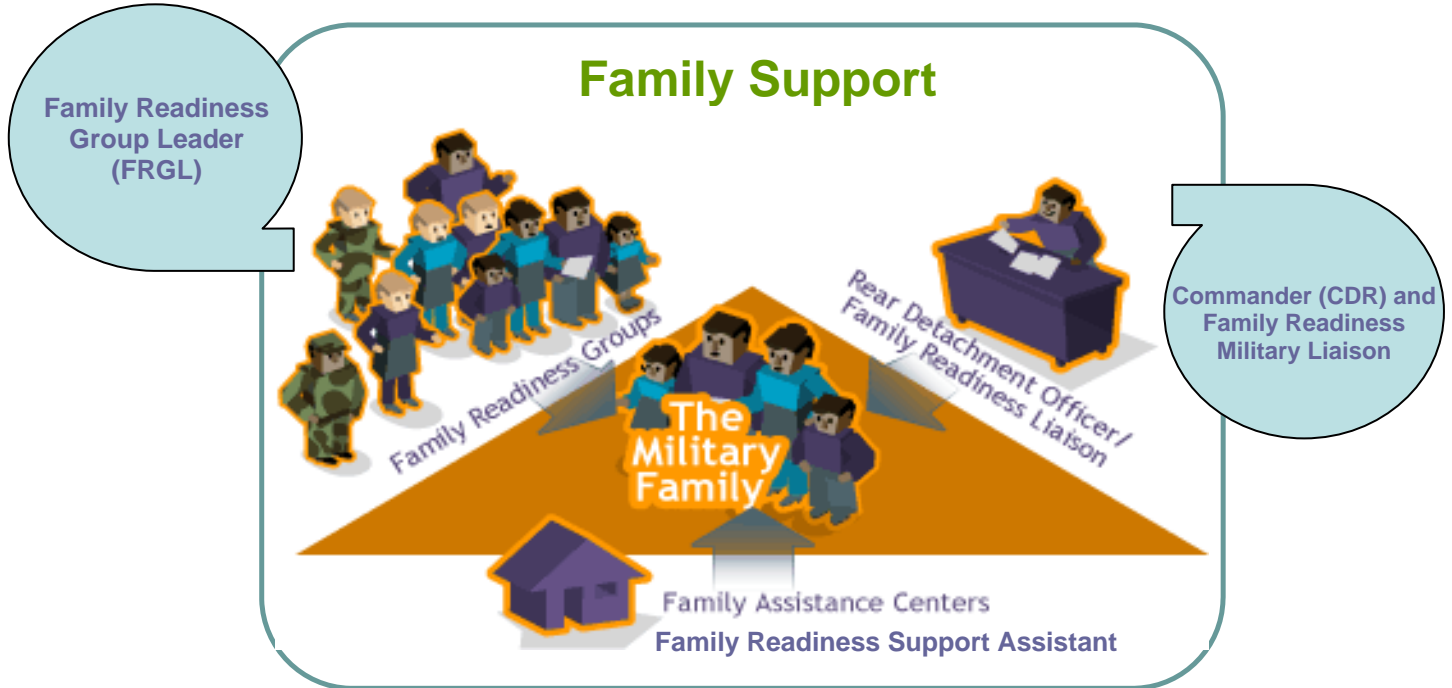 Family Support
Family Readiness
Group Leader
(FRGL)
Commander (CDR) and
Family Readiness
Military Liaison
Family Readiness Groups
Rear Detachment Officer/
Family Readiness Liaison
The
Military
Family
Family Assistance Centers
Family Readiness Support Assistant